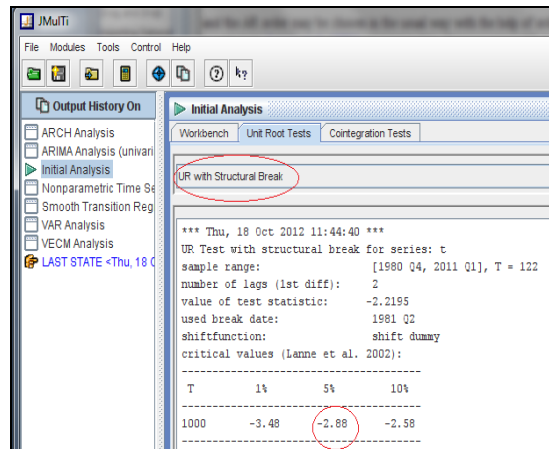 JMulTi
File Modules Tools Control Help
Output History On
ARCH Analysis
ARIMA Analysis (univari
Initial Analysis
Nonparametric Time Se
Smooth Transition Reg
VAR Analysis
VECM Analysis
LAST STATE <Thu, 18 O
Initial Analysis
Workbench Unit Root Tests Cointegration Tests
UR with Structural Break
*** Thu, 18 Oct 2012 11:44:40 ***
UR Test with structural break for series: t
sample range: [1980 Q4, 2011 Q1], T = 122
number of lags (1st diff): 2
value of test statistic: -2.2195
used break date: 1981 Q2
shiftfunction: shift dummy
critical values (Lanne et al. 2002):
---------------------------------------
T 1% 5% 10%
---------------------------------------
1000 -3.48 -2.88 -2.58
---------------------------------------